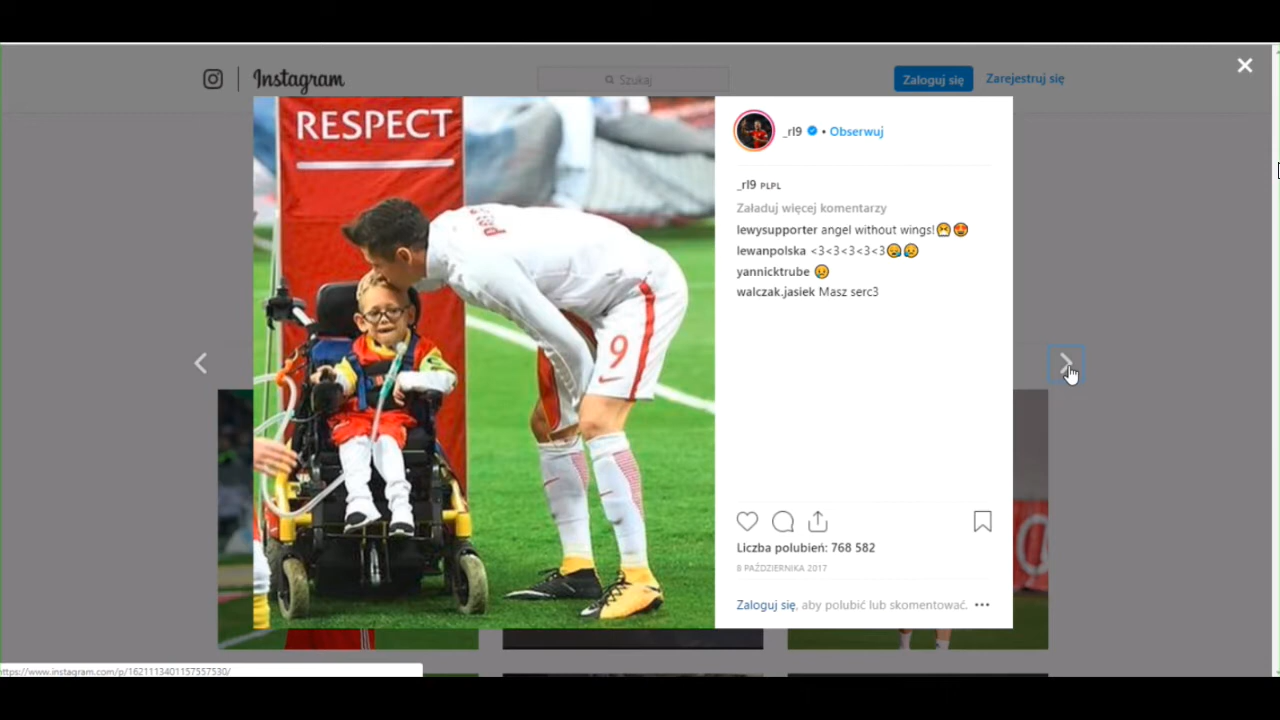 Instagram
Szukaj
Zaloguj się
Zarejestruj się
RESPECT
9
_rl9 • Obserwuj
_rl9 PLPL
Załaduj więcej komentarzy
lewysupporter angel without wings!😬😍
lewanpolska <3<3<3<3<3😪😥
yannicktrube 😥
walczak.jasiek Masz serc3
Liczba polubień: 768 582
8 PAŹDZIERNIKA 2017
Zaloguj się, aby polubić lub skomentować.
https://www.instagram.com/p/1621113401157557530/